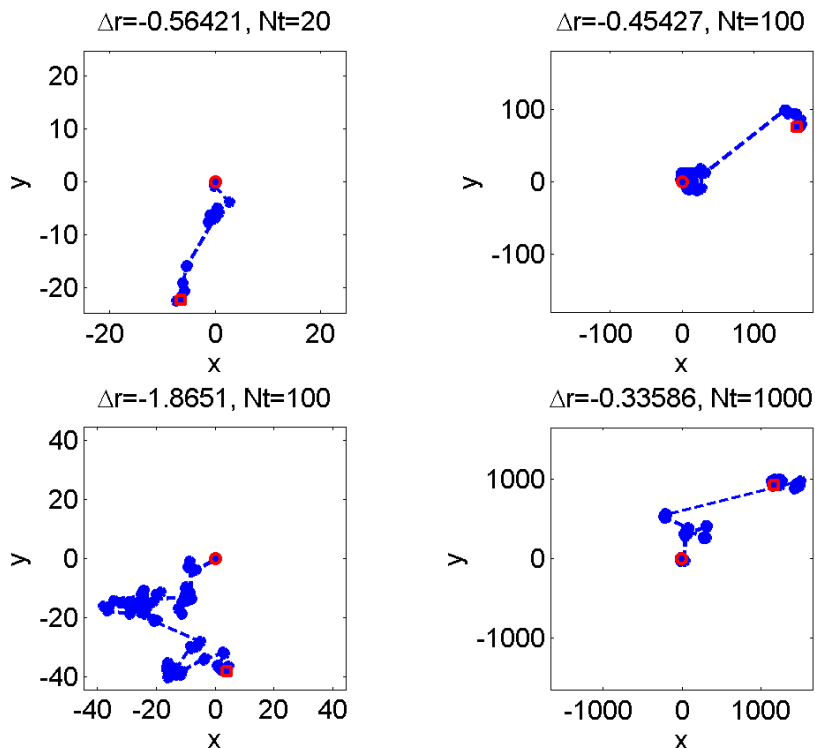 Δr=-0.56421, Nt=20
20
10
0
-10
-20
y
-20 0 20
x
Δr=-0.45427, Nt=100
100
0
-100
y
-100 0 100
x
Δr=-1.8651, Nt=100
40
20
0
-20
-40
y
-40 -20 0 20 40
x
Δr=-0.33586, Nt=1000
1000
0
-1000
y
-1000 0 1000
x